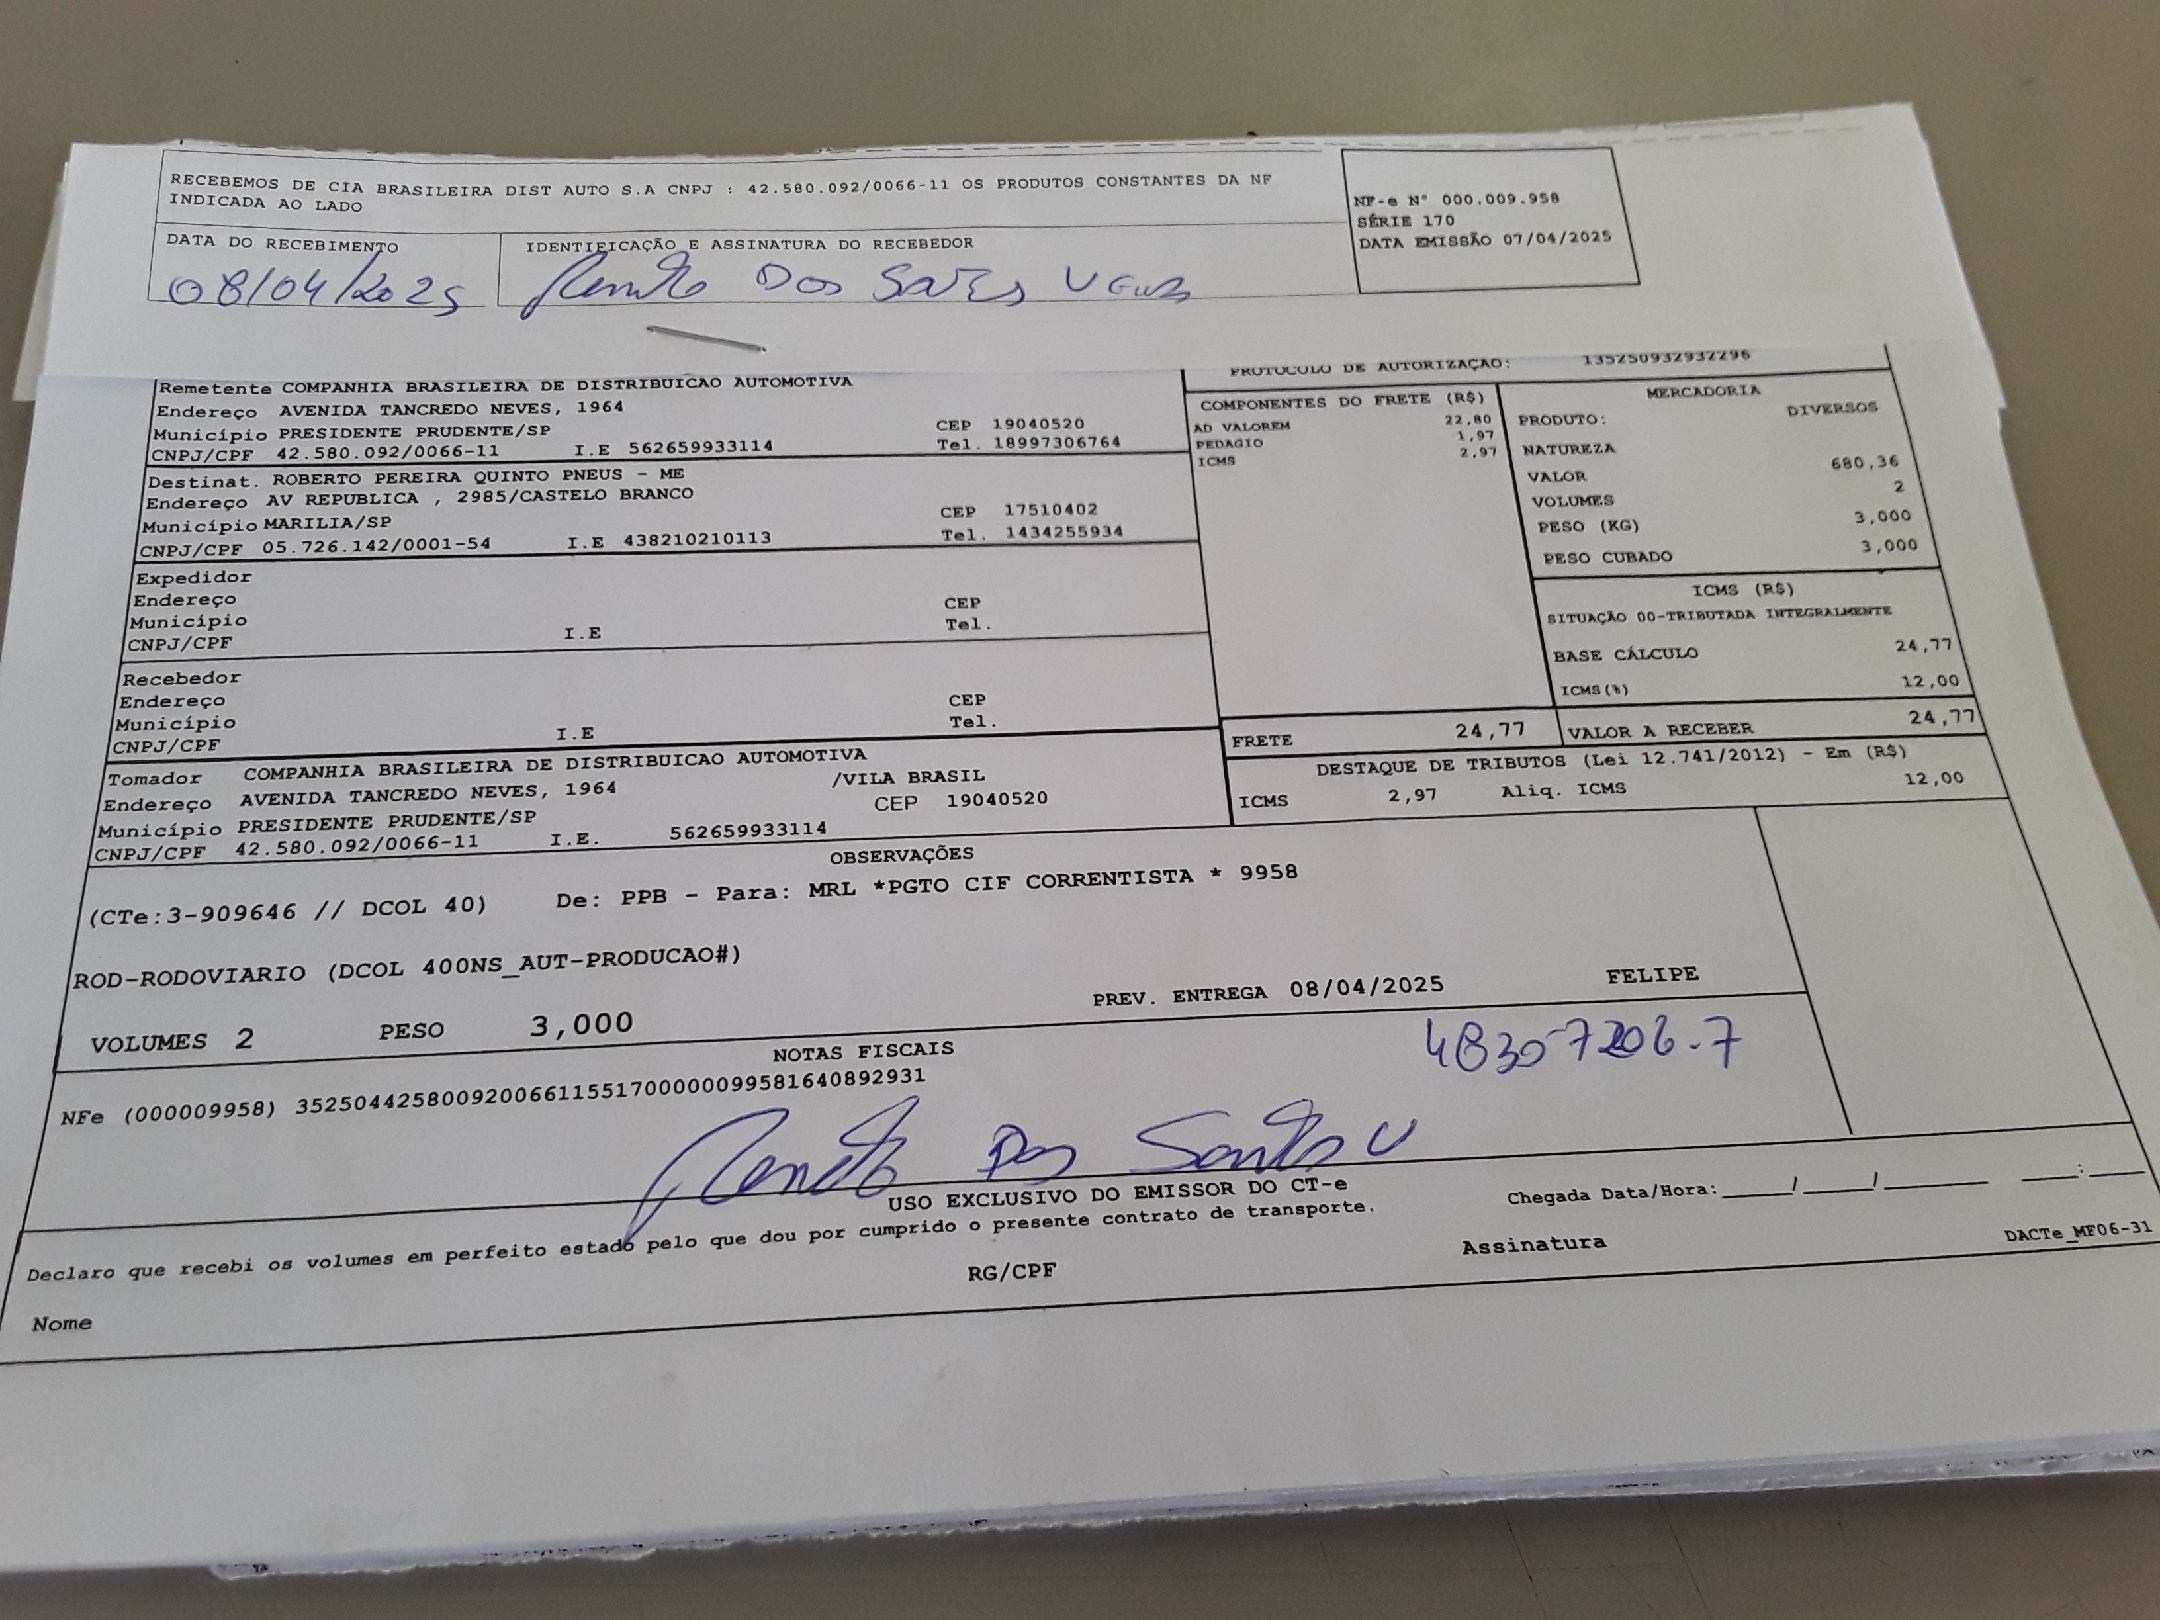 RECEBEMOS DE CIA BRASILEIRA DIST AUTO S.A CNPJ : 42.580.092/0066-11 OS PRODUTOS CONSTANTES DA NF
INDICADA AO LADO
NF-e N° 000.009.958
SÉRIE 170
DATA EMISSÃO 07/04/2025
DATA DO RECEBIMENTO
08/04/2025
IDENTIFICAÇÃO E ASSINATURA DO RECEBEDOR
Dos
PROTOCOLO DE AUTORIZAÇÃO: 135250932932296
Remetente COMPANHIA BRASILEIRA DE DISTRIBUICAO AUTOMOTIVA
Endereço AVENIDA TANCREDO NEVES, 1964
Município PRESIDENTE PRUDENTE/SP CEP 19040520
CNPJ/CPF 42.580.092/0066-11 I.E 562659933114 Tel. 18997306764
Destinat. ROBERTO PEREIRA QUINTO PNEUS - ME
Endereço AV REPUBLICA , 2985/CASTELO BRANCO
Município MARILIA/SP CEP 17510402
CNPJ/CPF 05.726.142/0001-54 I.E 438210210113 Tel. 1434255934
Expedidor
Endereço
Município CEP
CNPJ/CPF I.E Tel.
Recebedor
Endereço
Município CEP
CNPJ/CPF I.E Tel.
Tomador COMPANHIA BRASILEIRA DE DISTRIBUICAO AUTOMOTIVA
Endereço AVENIDA TANCREDO NEVES, 1964 /VILA BRASIL
Município PRESIDENTE PRUDENTE/SP CEP 19040520
CNPJ/CPF 42.580.092/0066-11 I.E. 562659933114
COMPONENTES DO FRETE (R$)
AD VALOREM 22,80
PEDAGIO 1,97
ICMS 2,97
MERCADORIA
PRODUTO: DIVERSOS
NATUREZA
VALOR 680,36
VOLUMES 2
PESO (KG) 3,000
PESO CUBADO 3,000
ICMS (R$)
SITUAÇÃO 00-TRIBUTADA INTEGRALMENTE
BASE CÁLCULO 24,77
ICMS(%) 12,00
FRETE 24,77
VALOR A RECEBER 24,77
DESTAQUE DE TRIBUTOS (Lei 12.741/2012) - Em (R$)
ICMS 2,97 Aliq. ICMS 12,00
OBSERVAÇÕES
(CTe:3-909646 // DCOL 40) De: PPB - Para: MRL *PGTO CIF CORRENTISTA * 9958
ROD-RODOVIARIO (DCOL 400NS_AUT-PRODUCAO#)
PREV. ENTREGA 08/04/2025 FELIPE
VOLUMES 2 PESO 3,000
NOTAS FISCAIS
NFe (000009958) 35250442580092006611551700000099581640892931
Dos Santos U
USO EXCLUSIVO DO EMISSOR DO CT-e
Declaro que recebi os volumes em perfeito estado pelo que dou por cumprido o presente contrato de transporte.
Chegada Data/Hora:_____/_____/_______ ____:____
Nome RG/CPF Assinatura
DACTe_MF06-31